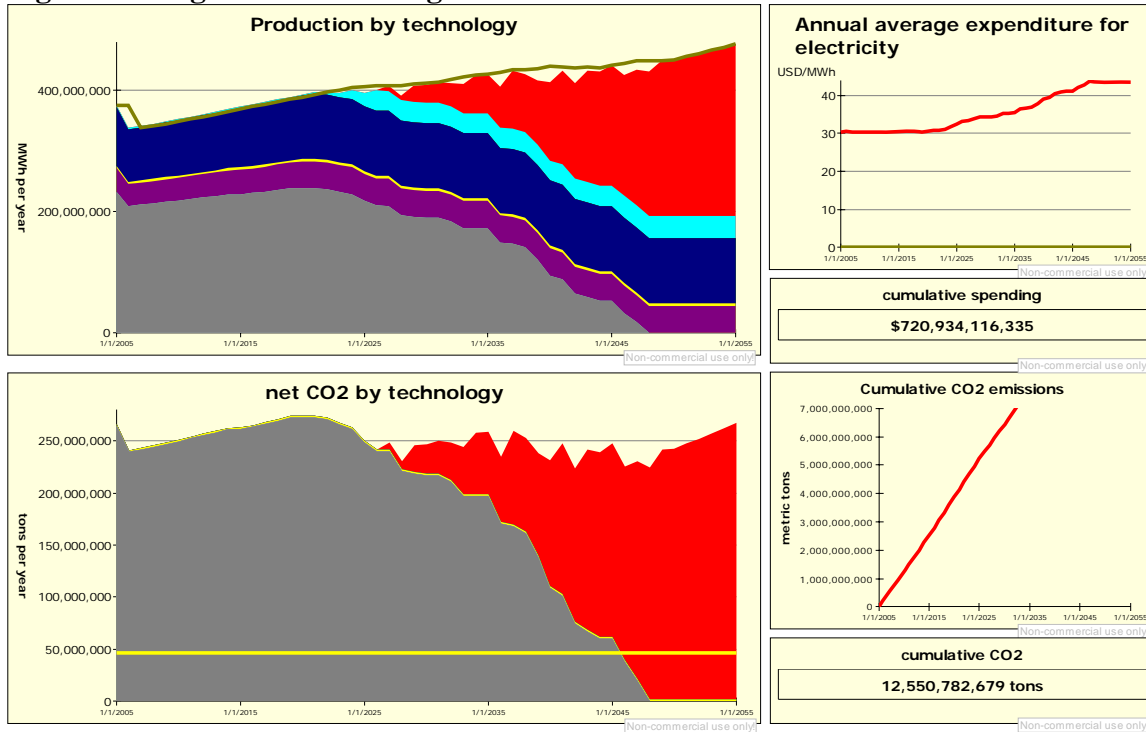 Production by technology
MWh per year
400,000,000
200,000,000
0
1/1/2005
1/1/2015
1/1/2025
1/1/2035
1/1/2045
1/1/2055
Non-commercial use only!
Annual average expenditure for
electricity
USD/MWh
40
30
20
10
0
1/1/2005
1/1/2015
1/1/2025
1/1/2035
1/1/2045
1/1/2055
Non-commercial use only!
cumulative spending
$720,934,116,335
Non-commercial use only!
net CO2 by technology
tons per year
250,000,000
200,000,000
150,000,000
100,000,000
50,000,000
0
1/1/2005
1/1/2015
1/1/2025
1/1/2035
1/1/2045
1/1/2055
Non-commercial use only!
Cumulative CO2 emissions
metric tons
7,000,000,000
6,000,000,000
5,000,000,000
4,000,000,000
3,000,000,000
2,000,000,000
1,000,000,000
0
1/1/2005
1/1/2015
1/1/2025
1/1/2035
1/1/2045
1/1/2055
Non-commercial use only!
cumulative CO2
12,550,782,679 tons
Non-commercial use only!